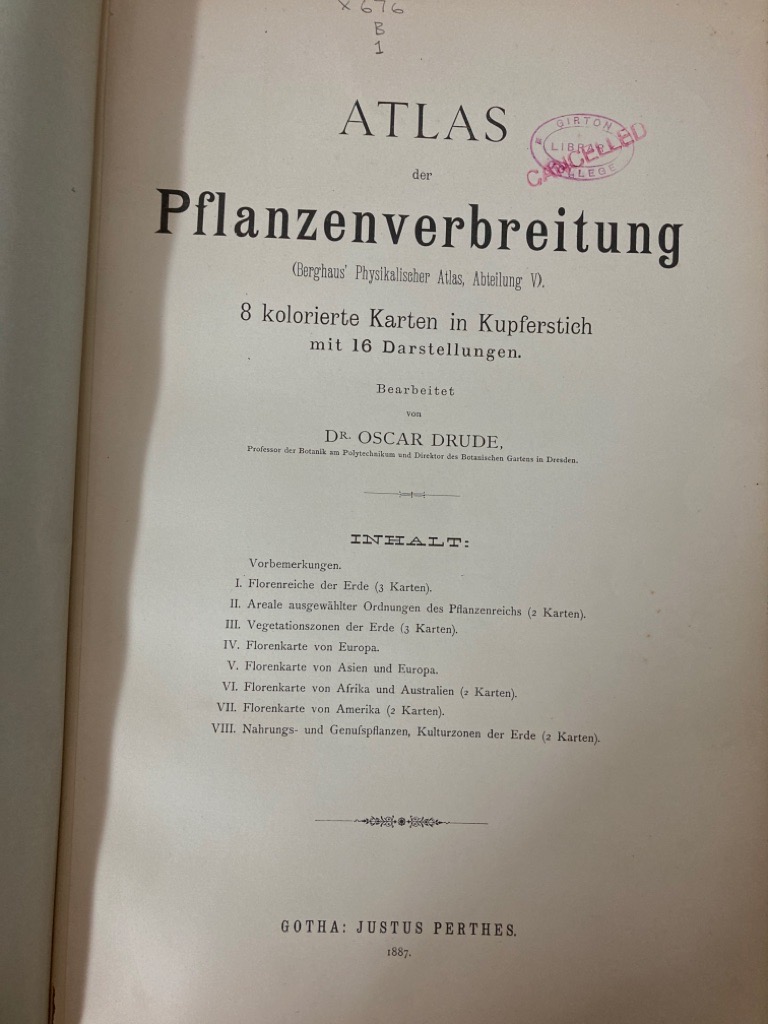 X 676
B
1
ATLAS
GIRTON
LIBRARY
COLLEGE
CANCELLED
der
Pflanzenverbreitung
(Berghaus' Physikalischer Atlas, Abteilung V).
8 kolorierte Karten in Kupferstich
mit 16 Darstellungen.
Bearbeitet
von
DR. OSCAR DRUDE,
Professor der Botanik am Polytechnikum und Direktor des Botanischen Gartens in Dresden.
INHALT:
Vorbemerkungen.
I. Florenreiche der Erde (3 Karten).
II. Areale ausgewählter Ordnungen des Pflanzenreichs (2 Karten).
III. Vegetationszonen der Erde (3 Karten).
IV. Florenkarte von Europa.
V. Florenkarte von Asien und Europa.
VI. Florenkarte von Afrika und Australien (2 Karten).
VII. Florenkarte von Amerika (2 Karten).
VIII. Nahrungs- und Genuſspflanzen, Kulturzonen der Erde (2 Karten).
GOTHA: JUSTUS PERTHES.
1887.